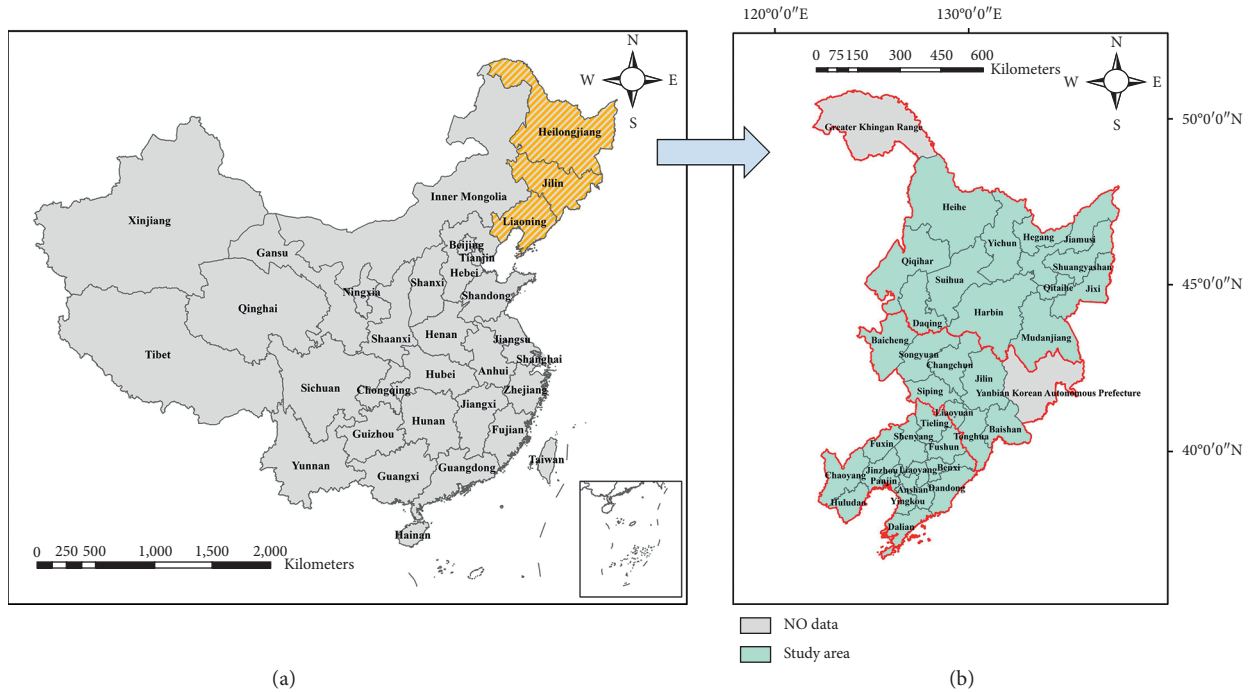 N
W E
S
Heilongjiang
Jilin
Inner Mongolia
Liaoning
Xinjiang
Beijing
Gansu
Tianjin
Hebei
Ningxia
Shanxi
Shandong
Qinghai
Shaanxi
Henan
Jiangsu
Tibet
Shanghai
Hubei
Anhui
Sichuan
Chongqing
Zhejiang
Jiangxi
Hunan
Guizhou
Fujian
Yunnan
Guangxi
Guangdong
Taiwan
Hainan
0 250 500 1,000 1,500 2,000
Kilometers
(a)
120°0′0″E 130°0′0″E
0 75 150 300 450 600
Kilometers
N
W E
S
50°0′0″N
45°0′0″N
40°0′0″N
Greater Khingan Range
Heihe
Yichun
Hegang
Jiamusi
Qiqihar
Suihua
Shuangyashan
Qitaihe
Jixi
Harbin
Daqing
Mudanjiang
Baicheng
Songyuan
Changchun
Jilin
Siping
Yanbian Korean Autonomous Prefecture
Liaoyuan
Tieling
Baishan
Fuxin
Shenyang
Tonghua
Fushun
Chaoyang
Jinzhou
Liaoyang
Benxi
Panjin
Anshan
Dandong
Huludan
Yingkou
Dalian
NO data
Study area
(b)